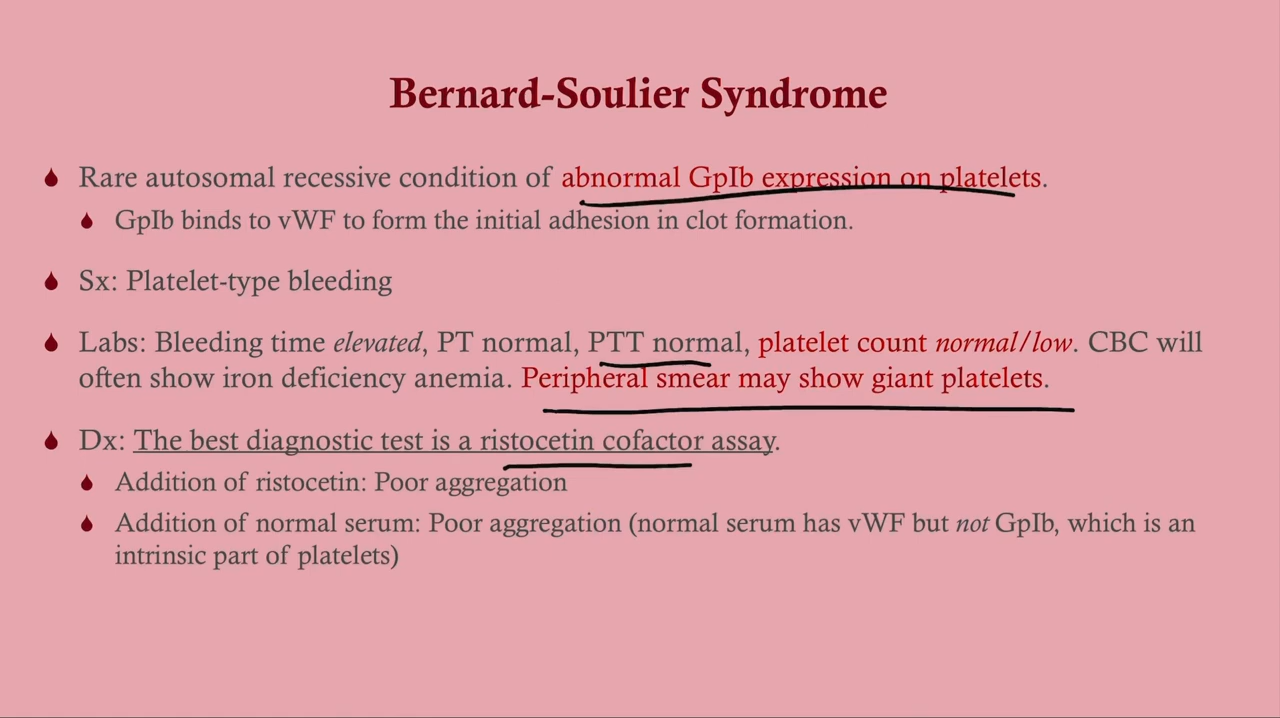 Bernard-Soulier Syndrome
Rare autosomal recessive condition of abnormal GpIb expression on platelets.
GpIb binds to vWF to form the initial adhesion in clot formation.
Sx: Platelet-type bleeding
Labs: Bleeding time elevated, PT normal, PTT normal, platelet count normal/low. CBC will
often show iron deficiency anemia. Peripheral smear may show giant platelets.
Dx: The best diagnostic test is a ristocetin cofactor assay.
Addition of ristocetin: Poor aggregation
Addition of normal serum: Poor aggregation (normal serum has vWF but not GpIb, which is an
intrinsic part of platelets)